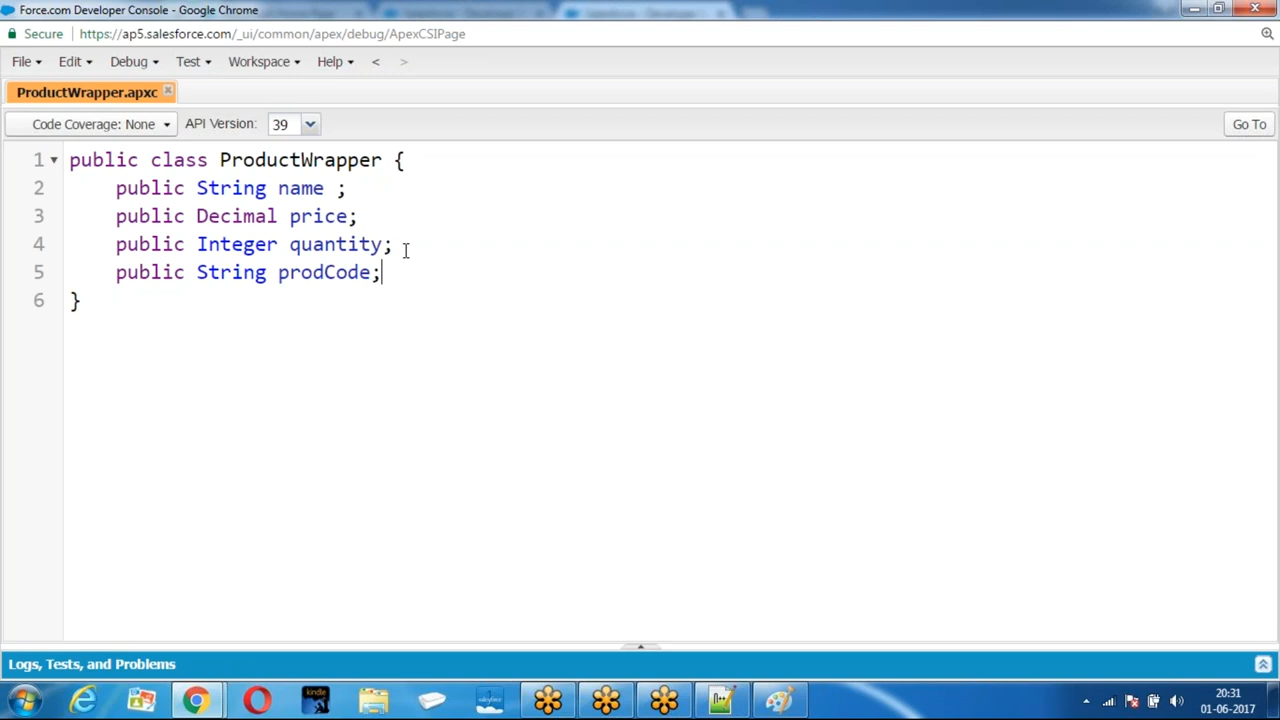 Force.com Developer Console - Google Chrome
Secure https://ap5.salesforce.com/_ui/common/apex/debug/ApexCSIPage
File Edit Debug Test Workspace Help < >
ProductWrapper.apxc
Code Coverage: None API Version: 39 Go To
1 public class ProductWrapper {
2 public String name ;
3 public Decimal price;
4 public Integer quantity;
5 public String prodCode;
6 }
Logs, Tests, and Problems
kindle
20:31
01-06-2017